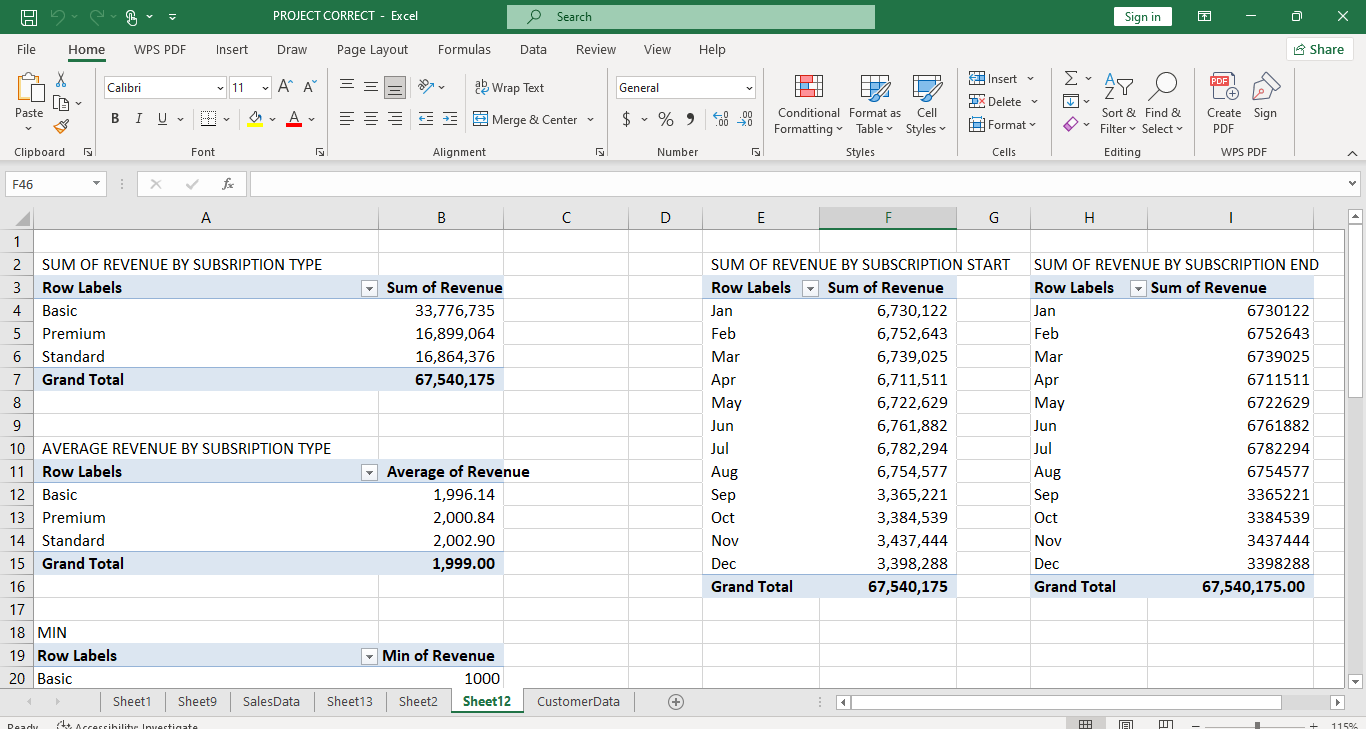 PROJECT CORRECT - Excel
Search
Sign in
File Home WPS PDF Insert Draw Page Layout Formulas Data Review View Help Share
Paste
Clipboard
Calibri 11
B I U
Font
Wrap Text
Merge & Center
Alignment
General
$ % 9
Number
Conditional Formatting
Format as Table
Cell Styles
Styles
Insert
Delete
Format
Cells
Sort & Filter
Find & Select
Editing
Create PDF
Sign
WPS PDF
F46 fx
A B C D E F G H I
1
2 SUM OF REVENUE BY SUBSRIPTION TYPE SUM OF REVENUE BY SUBSCRIPTION START SUM OF REVENUE BY SUBSCRIPTION END
3 Row Labels Sum of Revenue Row Labels Sum of Revenue Row Labels Sum of Revenue
4 Basic 33,776,735 Jan 6,730,122 Jan 6730122
5 Premium 16,899,064 Feb 6,752,643 Feb 6752643
6 Standard 16,864,376 Mar 6,739,025 Mar 6739025
7 Grand Total 67,540,175 Apr 6,711,511 Apr 6711511
8 May 6,722,629 May 6722629
9 Jun 6,761,882 Jun 6761882
10 AVERAGE REVENUE BY SUBSRIPTION TYPE Jul 6,782,294 Jul 6782294
11 Row Labels Average of Revenue Aug 6,754,577 Aug 6754577
12 Basic 1,996.14 Sep 3,365,221 Sep 3365221
13 Premium 2,000.84 Oct 3,384,539 Oct 3384539
14 Standard 2,002.90 Nov 3,437,444 Nov 3437444
15 Grand Total 1,999.00 Dec 3,398,288 Dec 3398288
16 Grand Total 67,540,175 Grand Total 67,540,175.00
17
18 MIN
19 Row Labels Min of Revenue
20 Basic 1000
Sheet1 Sheet9 SalesData Sheet13 Sheet2 Sheet12 CustomerData
Ready Accessibility: Investigate 115%